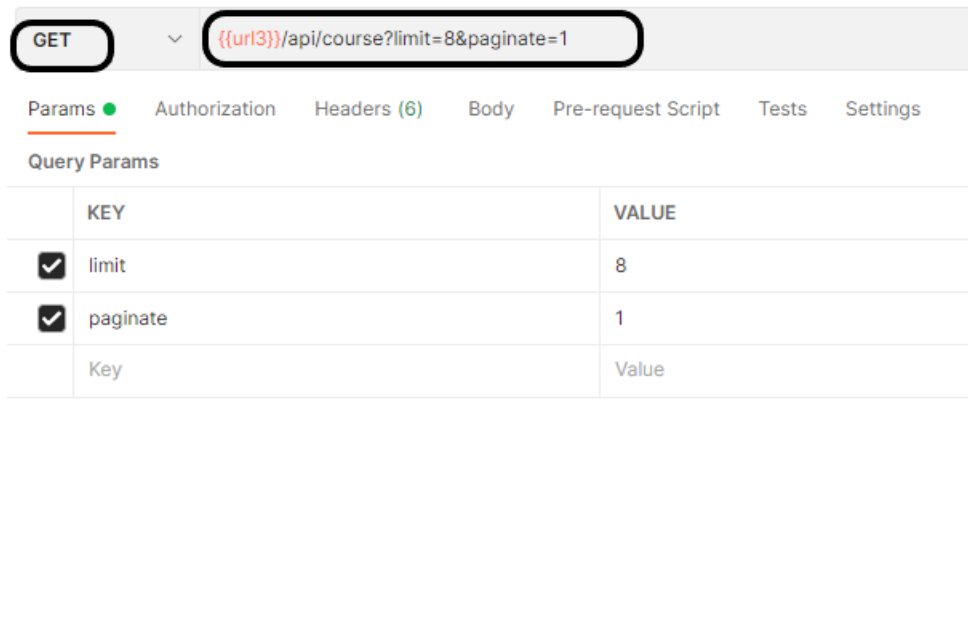 GET {{url3}}/api/course?limit=8&paginate=1
Params Authorization Headers (6) Body Pre-request Script Tests Settings
Query Params
KEY VALUE
limit 8
paginate 1
Key Value